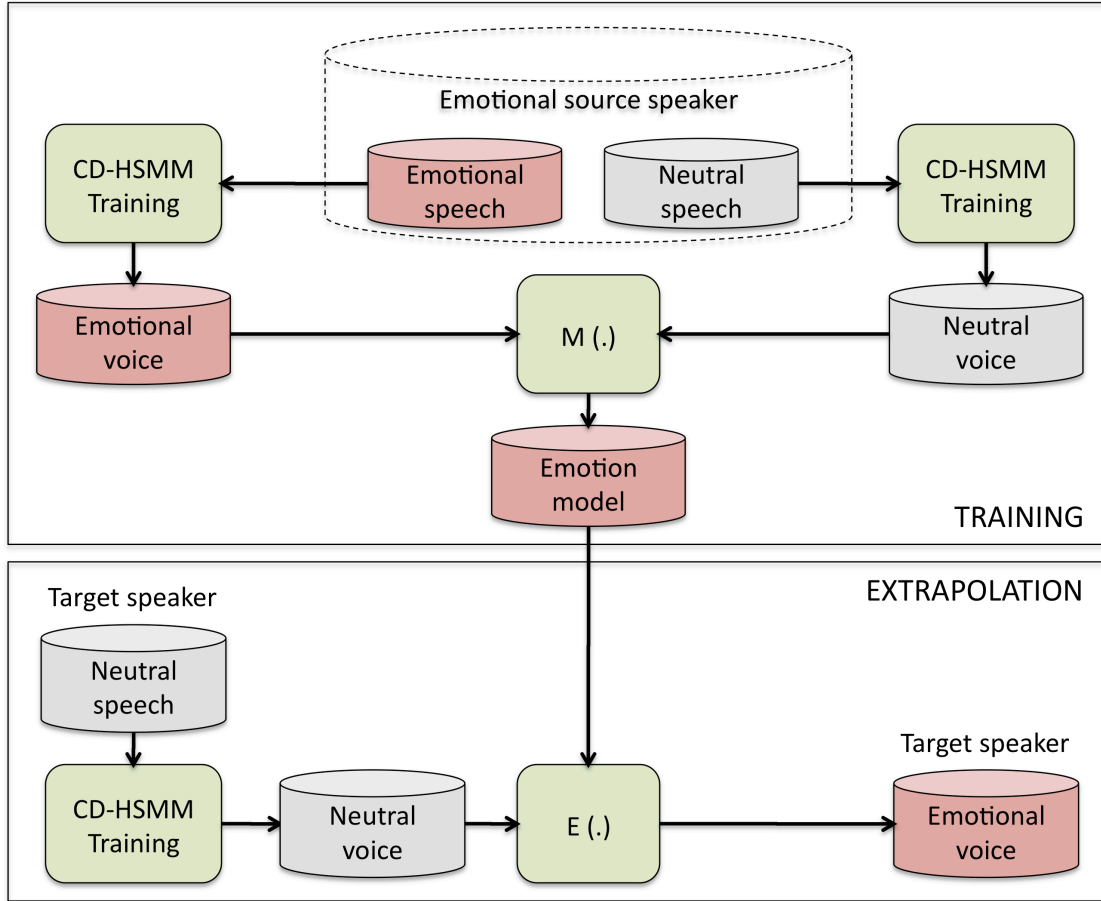 Emotional source speaker
CD-HSMM
Training
Emotional
speech
Neutral
speech
CD-HSMM
Training
Emotional
voice
M (.)
Neutral
voice
Emotion
model
TRAINING
EXTRAPOLATION
Target speaker
Neutral
speech
CD-HSMM
Training
Neutral
voice
E (.)
Target speaker
Emotional
voice